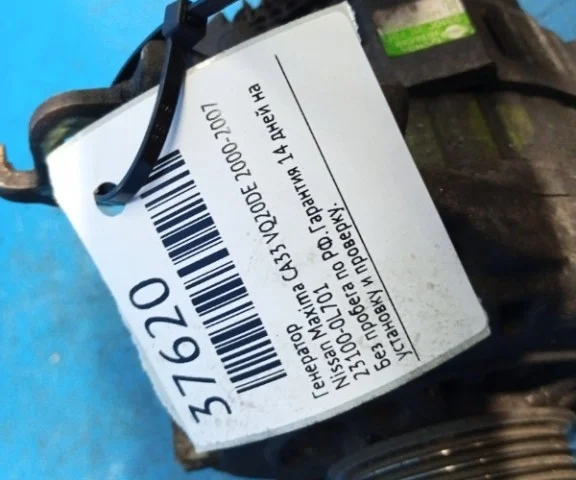 37620
Генератор
Nissan Maxima CA33 VQ20DE 2000-2007
23100-0L701
Без пробега по РФ. Гарантия 14 дней на
установку и проверку.